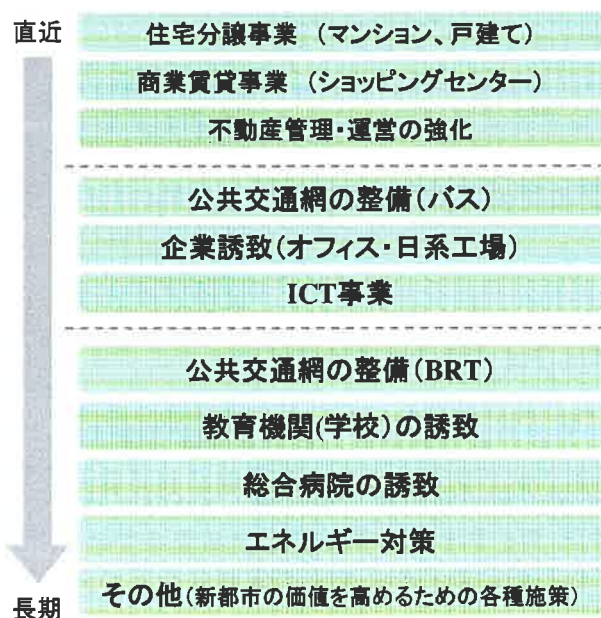 直近
住宅分譲事業 (マンション、戸建て)
商業賃貸事業 (ショッピングセンター)
不動産管理・運営の強化
公共交通網の整備(バス)
企業誘致(オフィス・日系工場)
ICT事業
公共交通網の整備(BRT)
教育機関(学校)の誘致
総合病院の誘致
エネルギー対策
その他(新都市の価値を高めるための各種施策)
長期